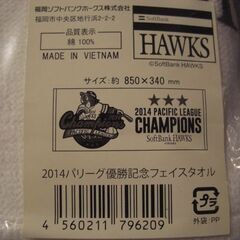 福岡ソフトバンクホークス株式会社
福岡市中央区地行浜2-2-2
品質表示
綿 100%
MADE IN VIETNAM
SoftBank
HAWKS
©SoftBank HAWKS
サイズ：約 850×340 mm
2014 PACIFIC LEAGUE
CHAMPIONS
SoftBank HAWKS
2014パリーグ優勝記念フェイスタオル
4 560211 796209
プラ
外袋:PP